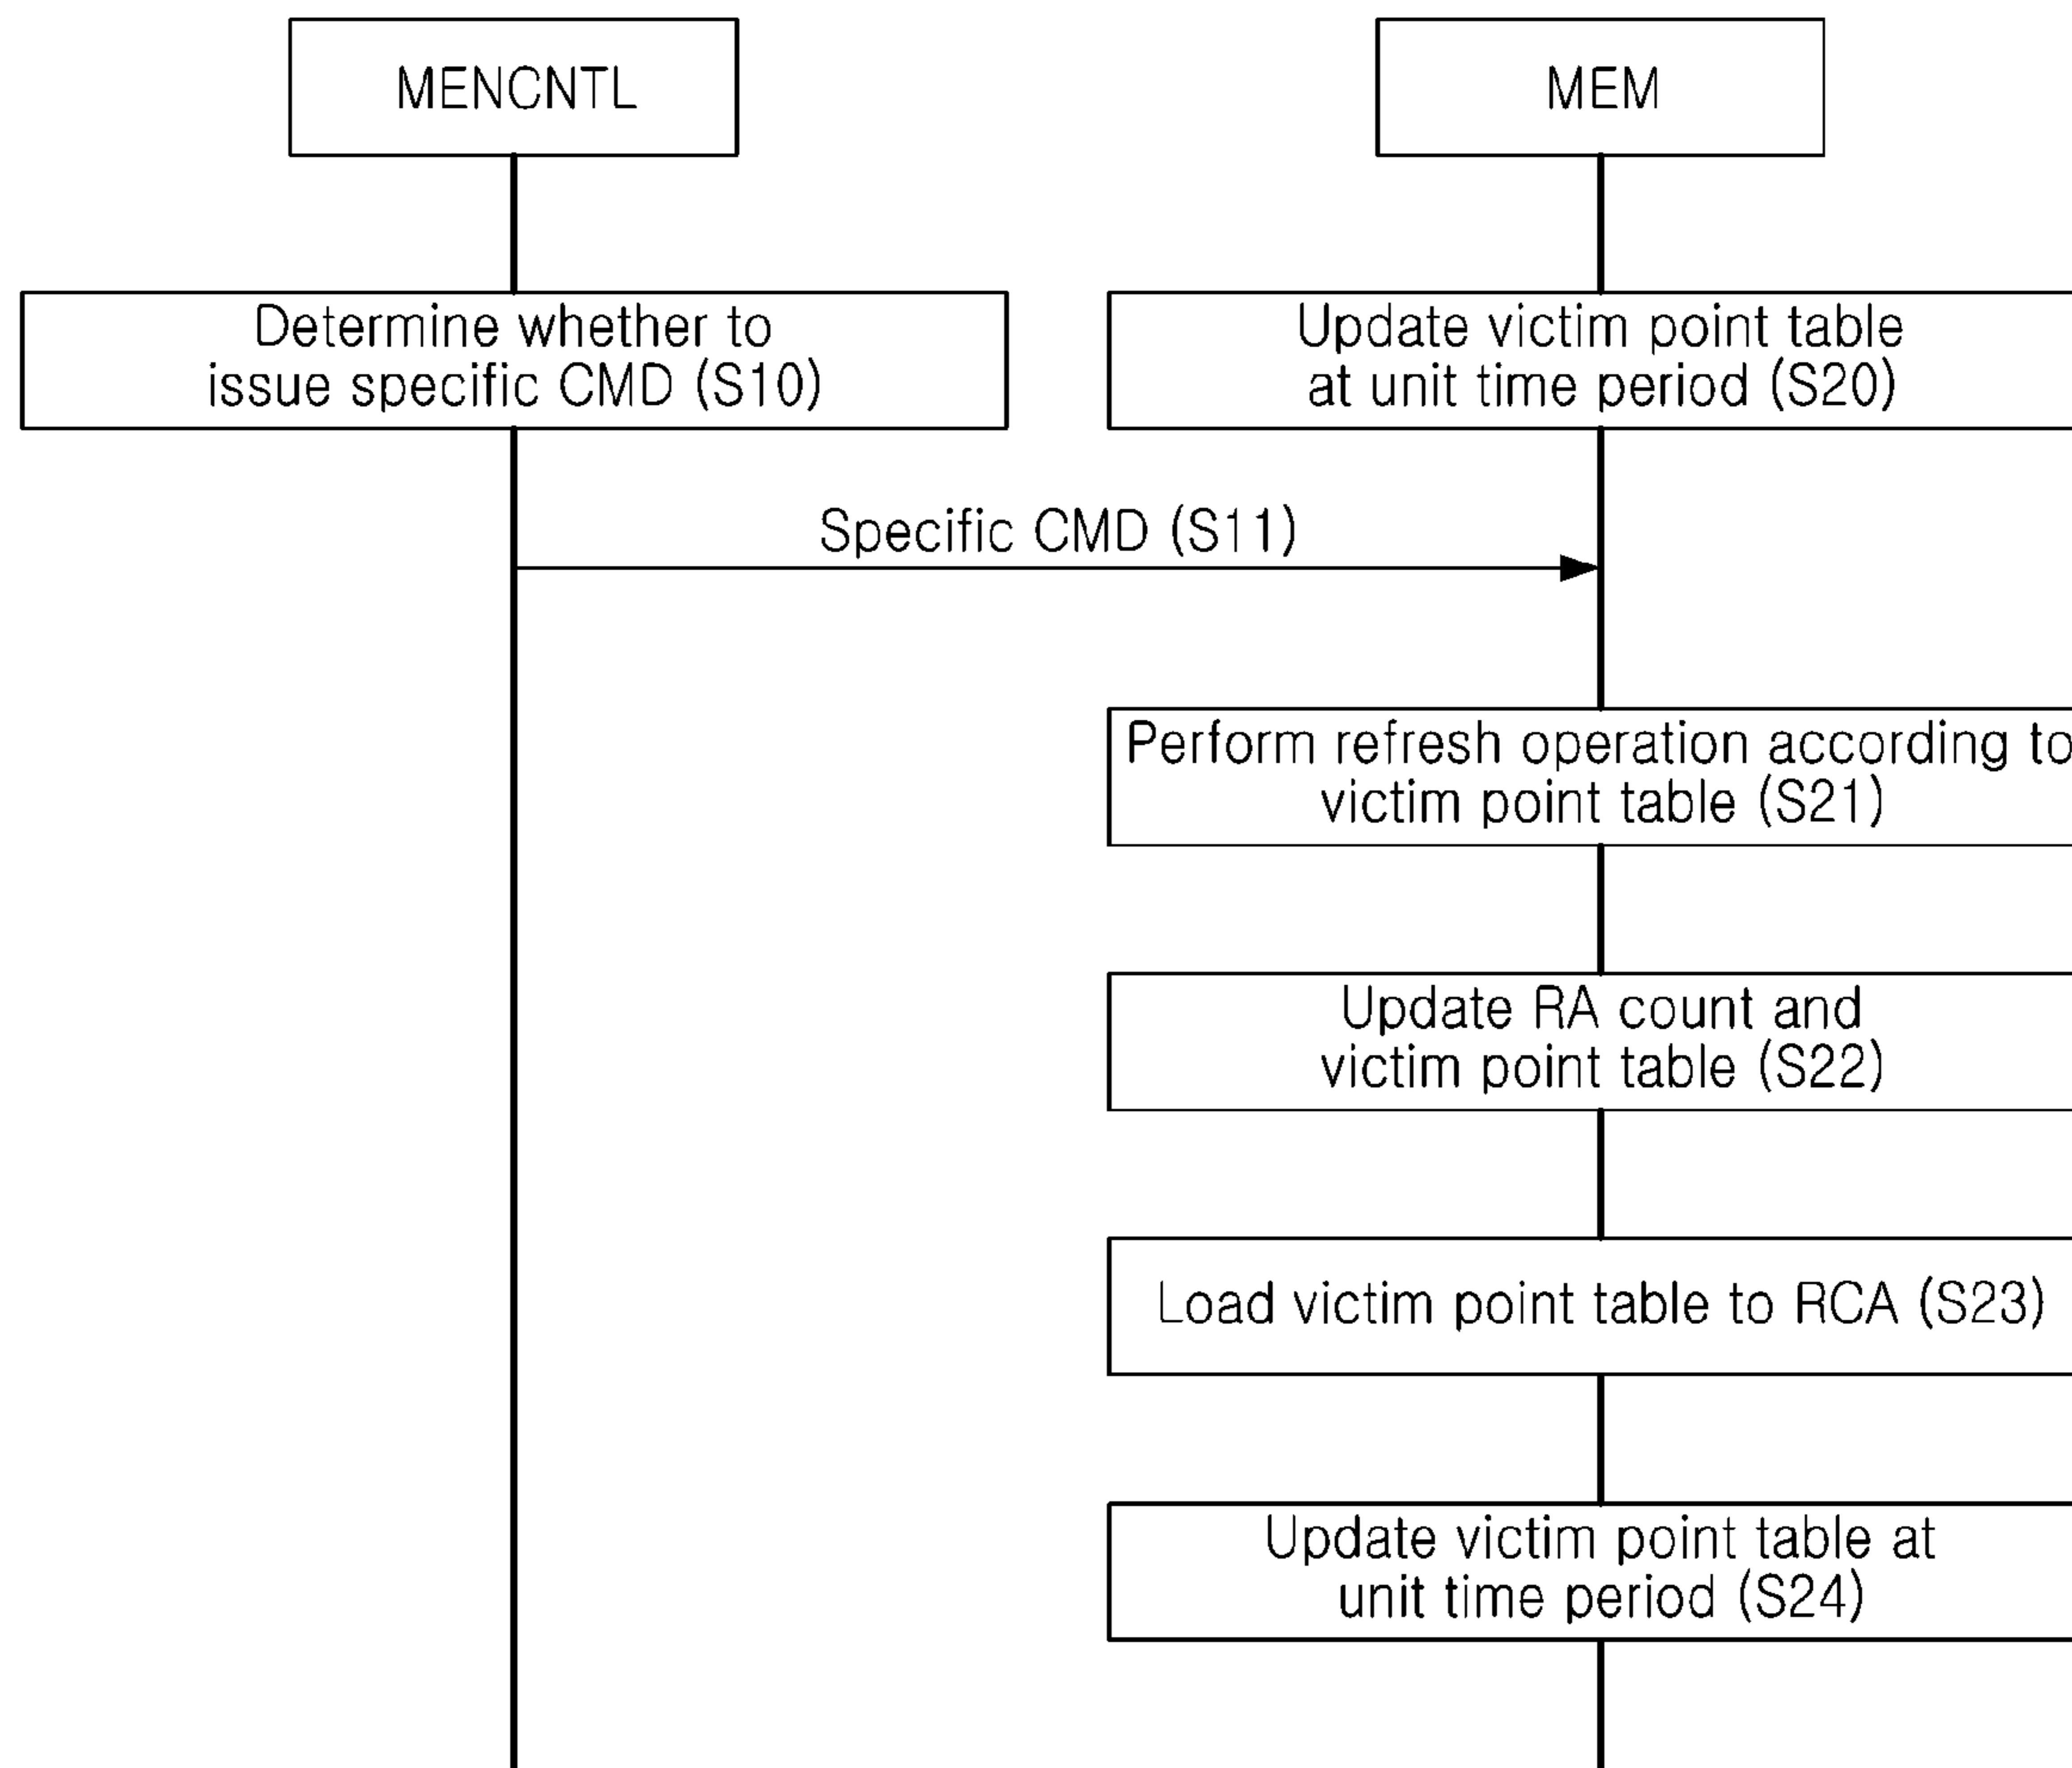 MENCNTL
MEM
Determine whether to
issue specific CMD (S10)
Update victim point table
at unit time period (S20)
Specific CMD (S11)
Perform refresh operation according to
victim point table (S21)
Update RA count and
victim point table (S22)
Load victim point table to RCA (S23)
Update victim point table at
unit time period (S24)